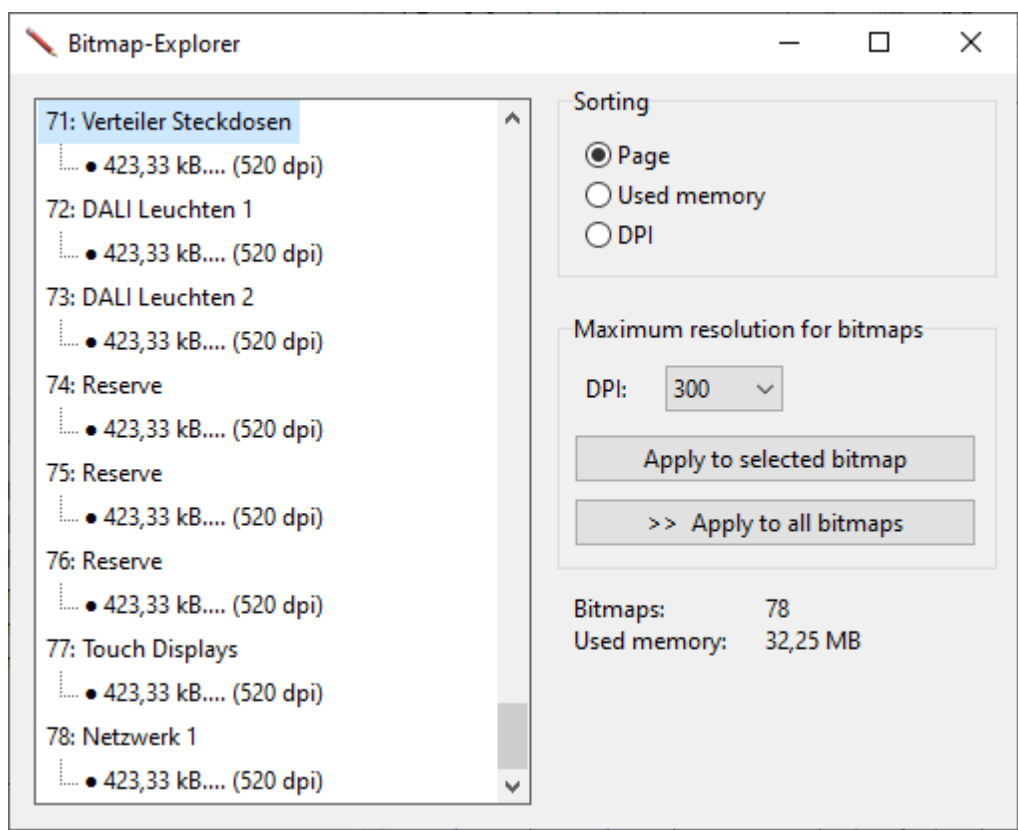 Bitmap-Explorer
71: Verteiler Steckdosen
● 423,33 kB.... (520 dpi)
72: DALI Leuchten 1
● 423,33 kB.... (520 dpi)
73: DALI Leuchten 2
● 423,33 kB.... (520 dpi)
74: Reserve
● 423,33 kB.... (520 dpi)
75: Reserve
● 423,33 kB.... (520 dpi)
76: Reserve
● 423,33 kB.... (520 dpi)
77: Touch Displays
● 423,33 kB.... (520 dpi)
78: Netzwerk 1
● 423,33 kB.... (520 dpi)
Sorting
Page
Used memory
DPI
Maximum resolution for bitmaps
DPI: 300
Apply to selected bitmap
>> Apply to all bitmaps
Bitmaps: 78
Used memory: 32,25 MB